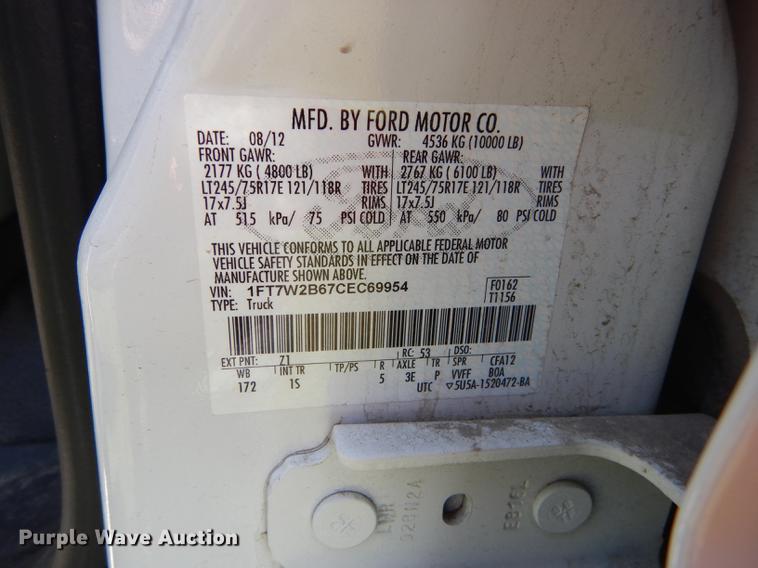 MFD. BY FORD MOTOR CO.
DATE: 08/12 GVWR: 4536 KG (10000 LB)
FRONT GAWR: REAR GAWR:
2177 KG ( 4800 LB) WITH 2767 KG ( 6100 LB) WITH
LT245/75R17E 121/118R TIRES LT245/75R17E 121/118R TIRES
17x7.5J RIMS 17x7.5J RIMS
AT 515 kPa/ 75 PSI COLD AT 550 kPa/ 80 PSI COLD
THIS VEHICLE CONFORMS TO ALL APPLICABLE FEDERAL MOTOR
VEHICLE SAFETY STANDARDS IN EFFECT ON THE DATE OF
MANUFACTURE SHOWN ABOVE.
VIN: 1FT7W2B67CEC69954 F0162
TYPE: Truck T1156
EXT PNT: Z1 RC: 53 DSO:
WB INT TR TP/PS R AXLE TR SPR CFA12
172 1S 5 3E P VVFF BOA
UTC ▽5U5A-1520472-BA
Purple Wave Auction